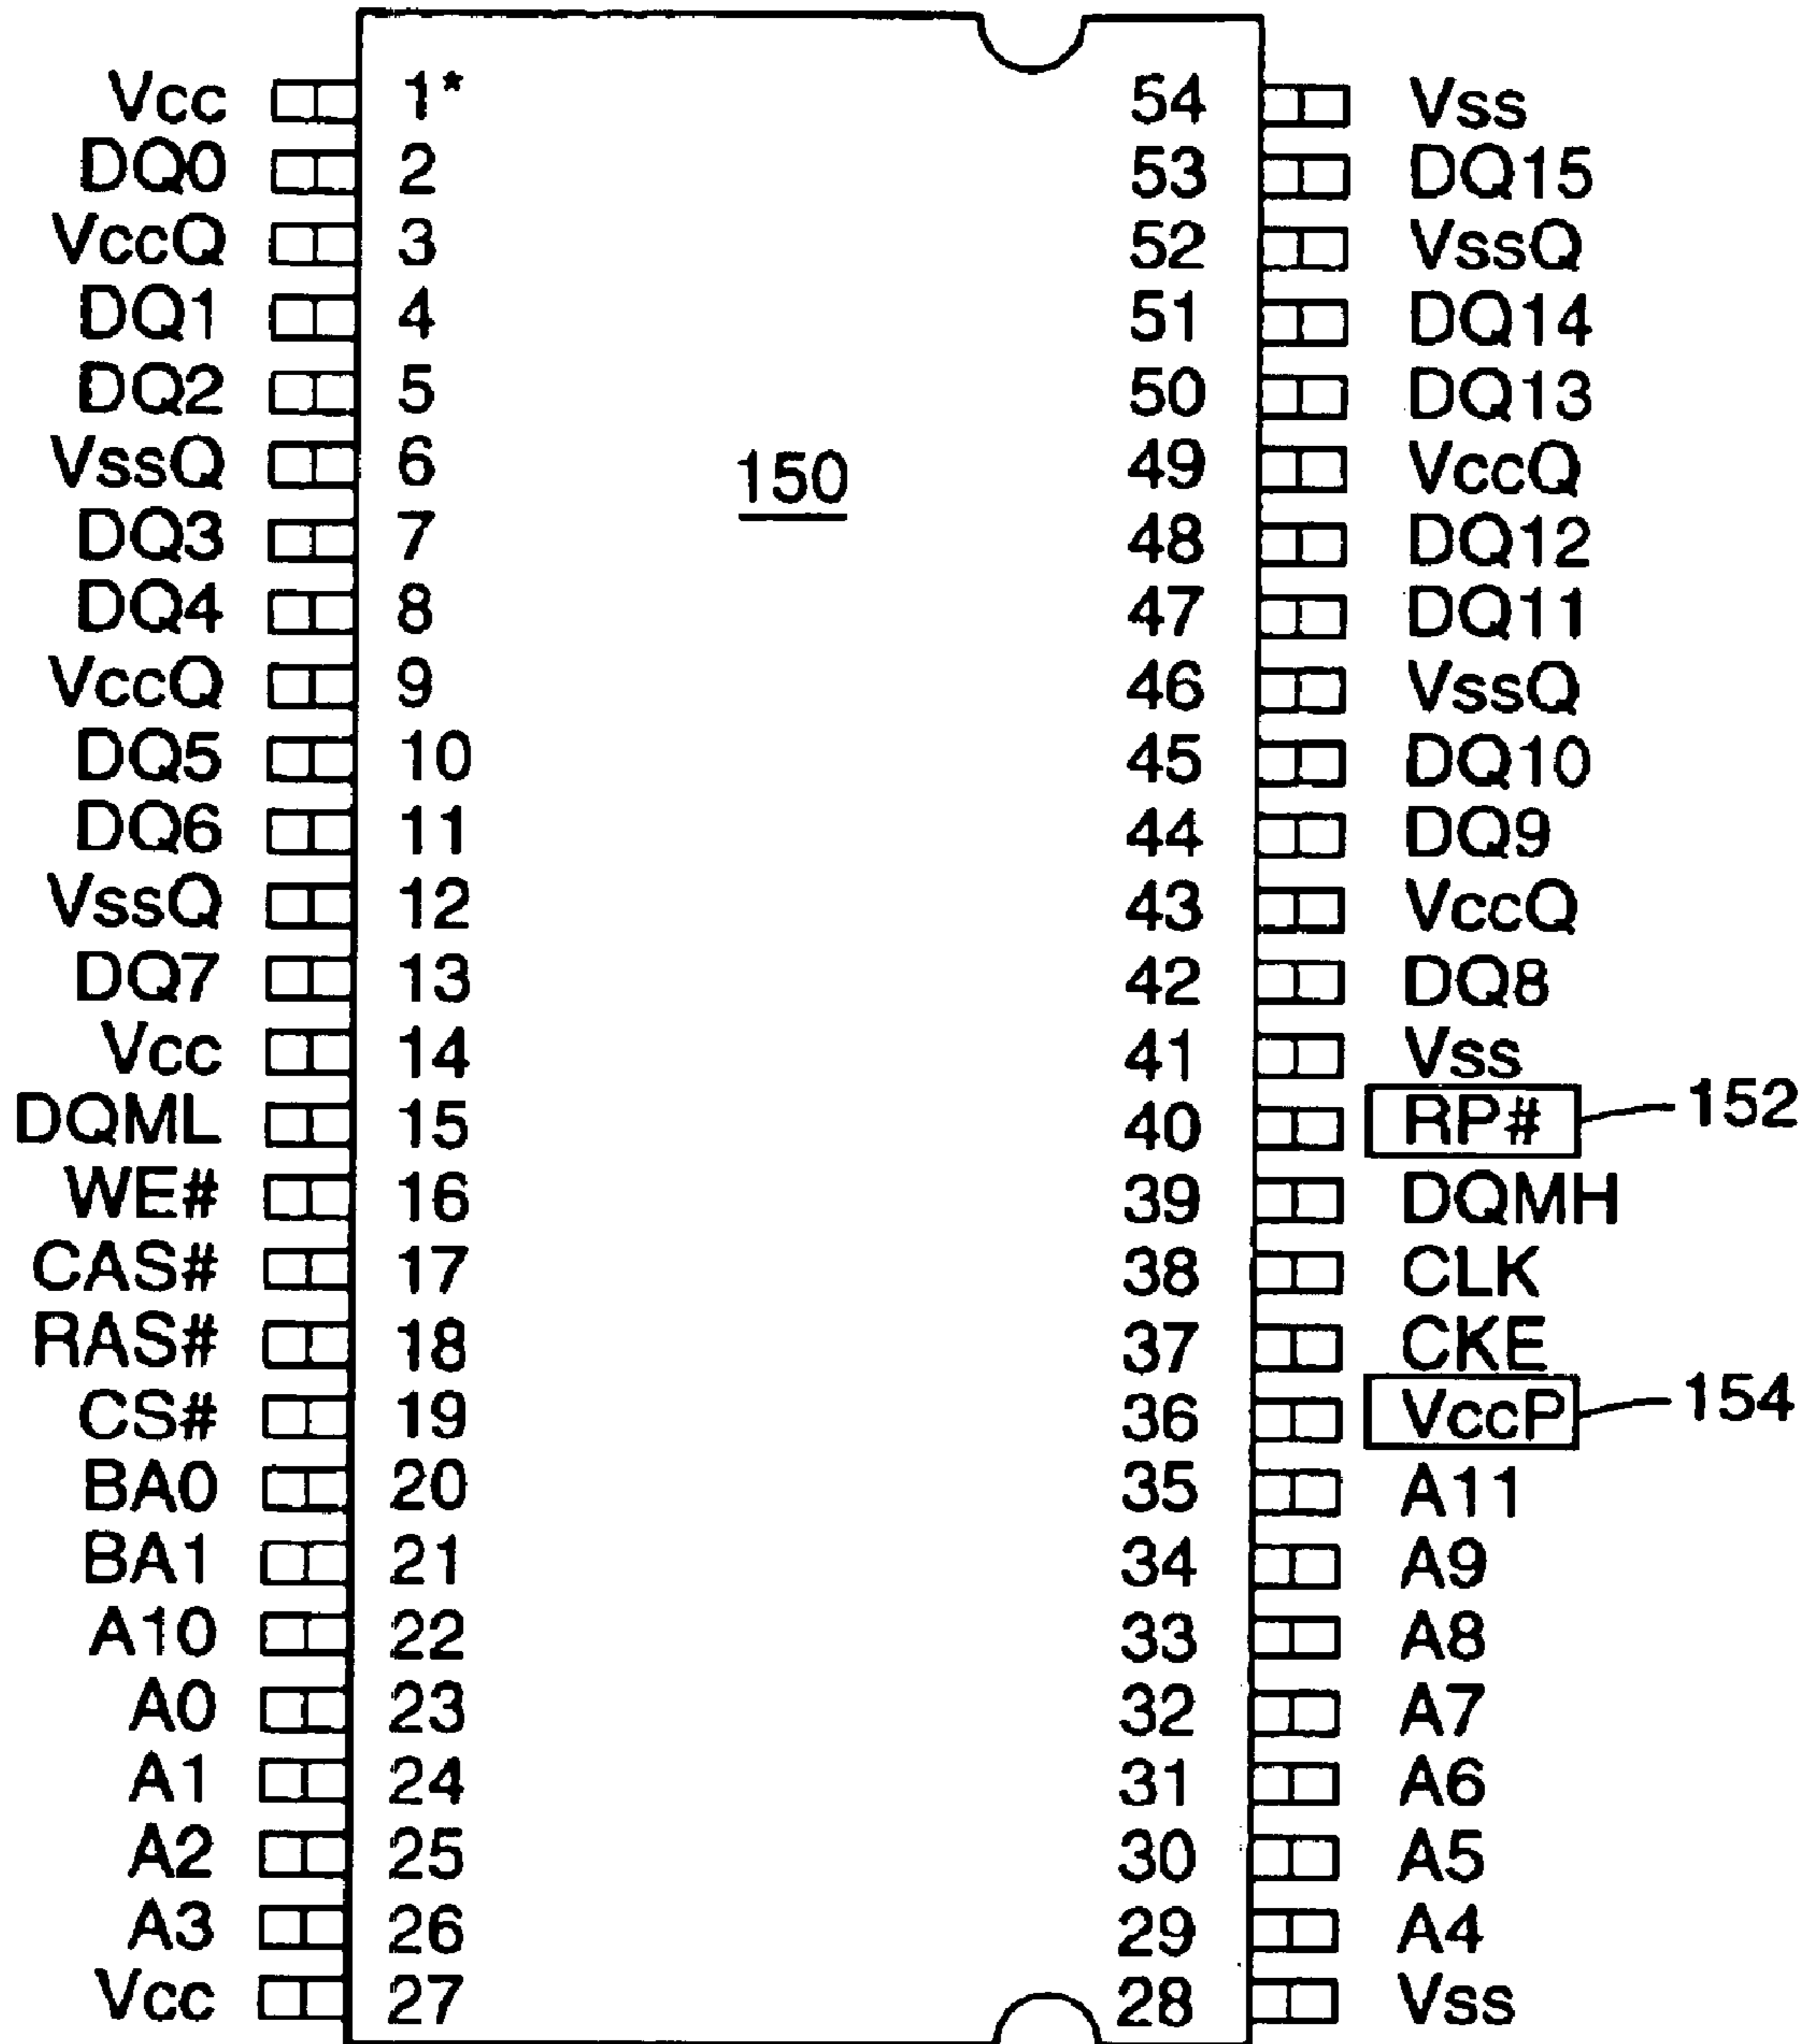 Vcc 1* 54 Vss
DQ0 2 53 DQ15
VccQ 3 52 VssQ
DQ1 4 51 DQ14
DQ2 5 50 DQ13
VssQ 6 150 49 VccQ
DQ3 7 48 DQ12
DQ4 8 47 DQ11
VccQ 9 46 VssQ
DQ5 10 45 DQ10
DQ6 11 44 DQ9
VssQ 12 43 VccQ
DQ7 13 42 DQ8
Vcc 14 41 Vss
DQML 15 40 RP# 152
WE# 16 39 DQMH
CAS# 17 38 CLK
RAS# 18 37 CKE
CS# 19 36 VccP 154
BA0 20 35 A11
BA1 21 34 A9
A10 22 33 A8
A0 23 32 A7
A1 24 31 A6
A2 25 30 A5
A3 26 29 A4
Vcc 27 28 Vss